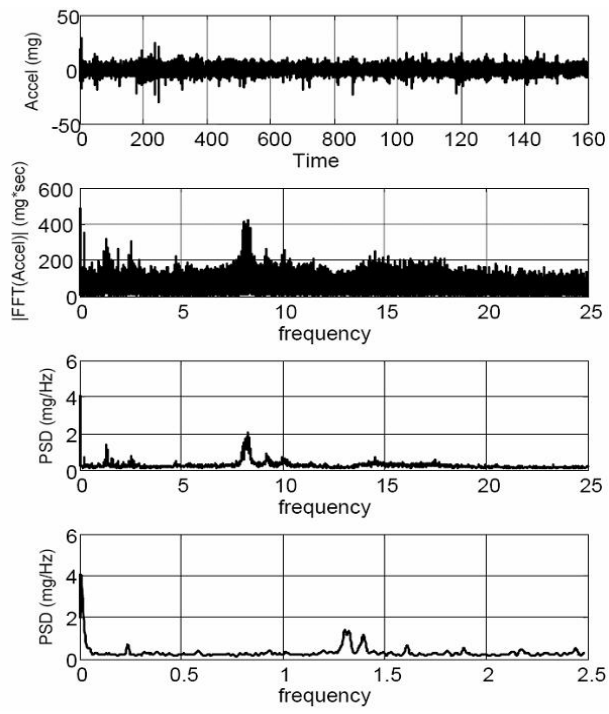 Accel (mg)
50
0
-50
0 200 400 600 800 100 120 140 160
Time
|FFT(Accel)| (mg*sec)
600
400
200
0
0 5 10 15 20 25
frequency
PSD (mg/Hz)
6
4
2
0
0 5 10 15 20 25
frequency
PSD (mg/Hz)
6
4
2
0
0 0.5 1 1.5 2 2.5
frequency